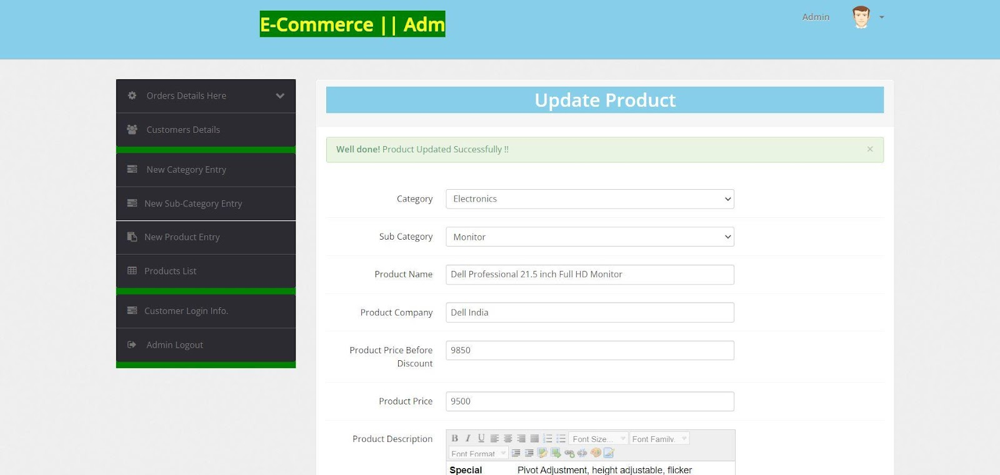 E-Commerce || Adm
Admin
Orders Details Here
Customers Details
New Category Entry
New Sub-Category Entry
New Product Entry
Products List
Customer Login Info.
Admin Logout
Update Product
Well done! Product Updated Successfully !! ×
Category Electronics
Sub Category Monitor
Product Name Dell Professional 21.5 inch Full HD Monitor
Product Company Dell India
Product Price Before
Discount 9850
Product Price 9500
Product Description
B I U Font Size... Font Family.
Font Format
Special Pivot Adjustment, height adjustable, flicker